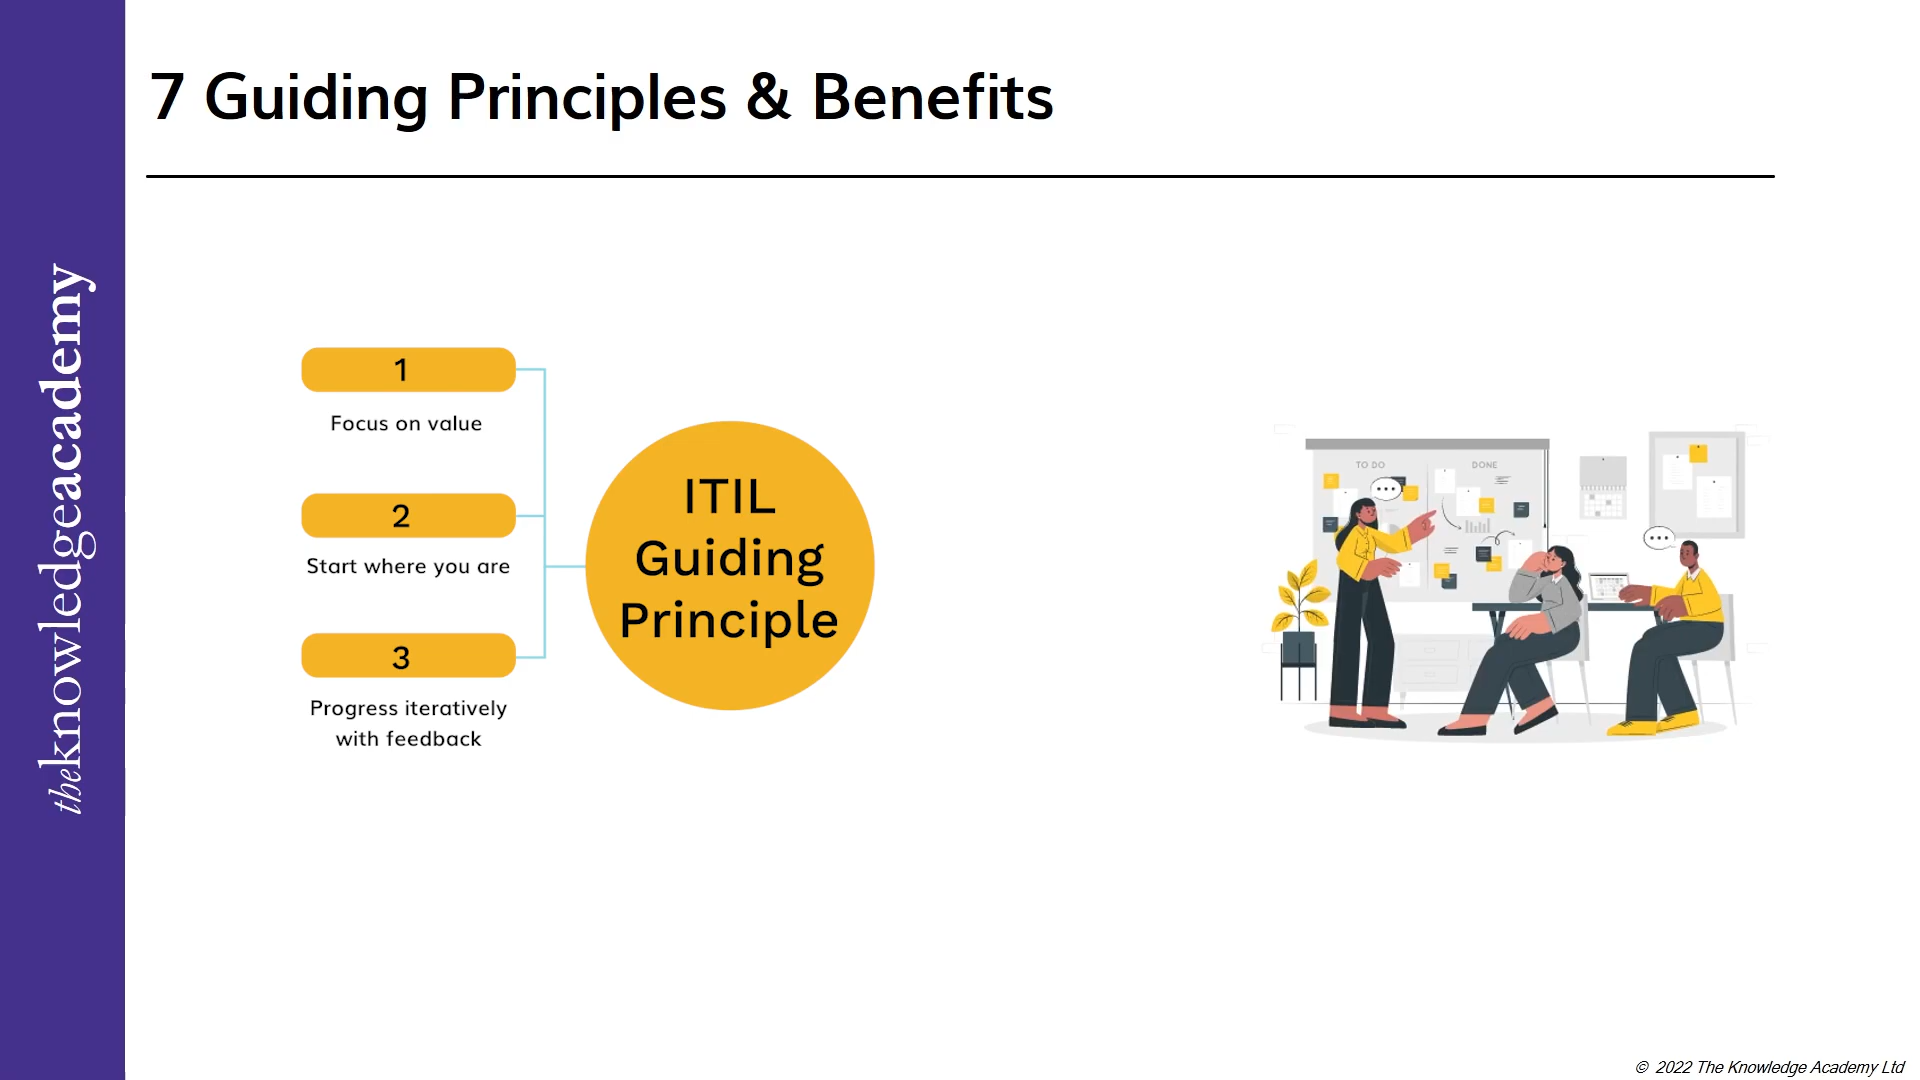 7 Guiding Principles & Benefits
theknowledgeacademy
1
Focus on value
2
Start where you are
3
Progress iteratively
with feedback
ITIL
Guiding
Principle
TO DO
DONE
© 2022 The Knowledge Academy Ltd